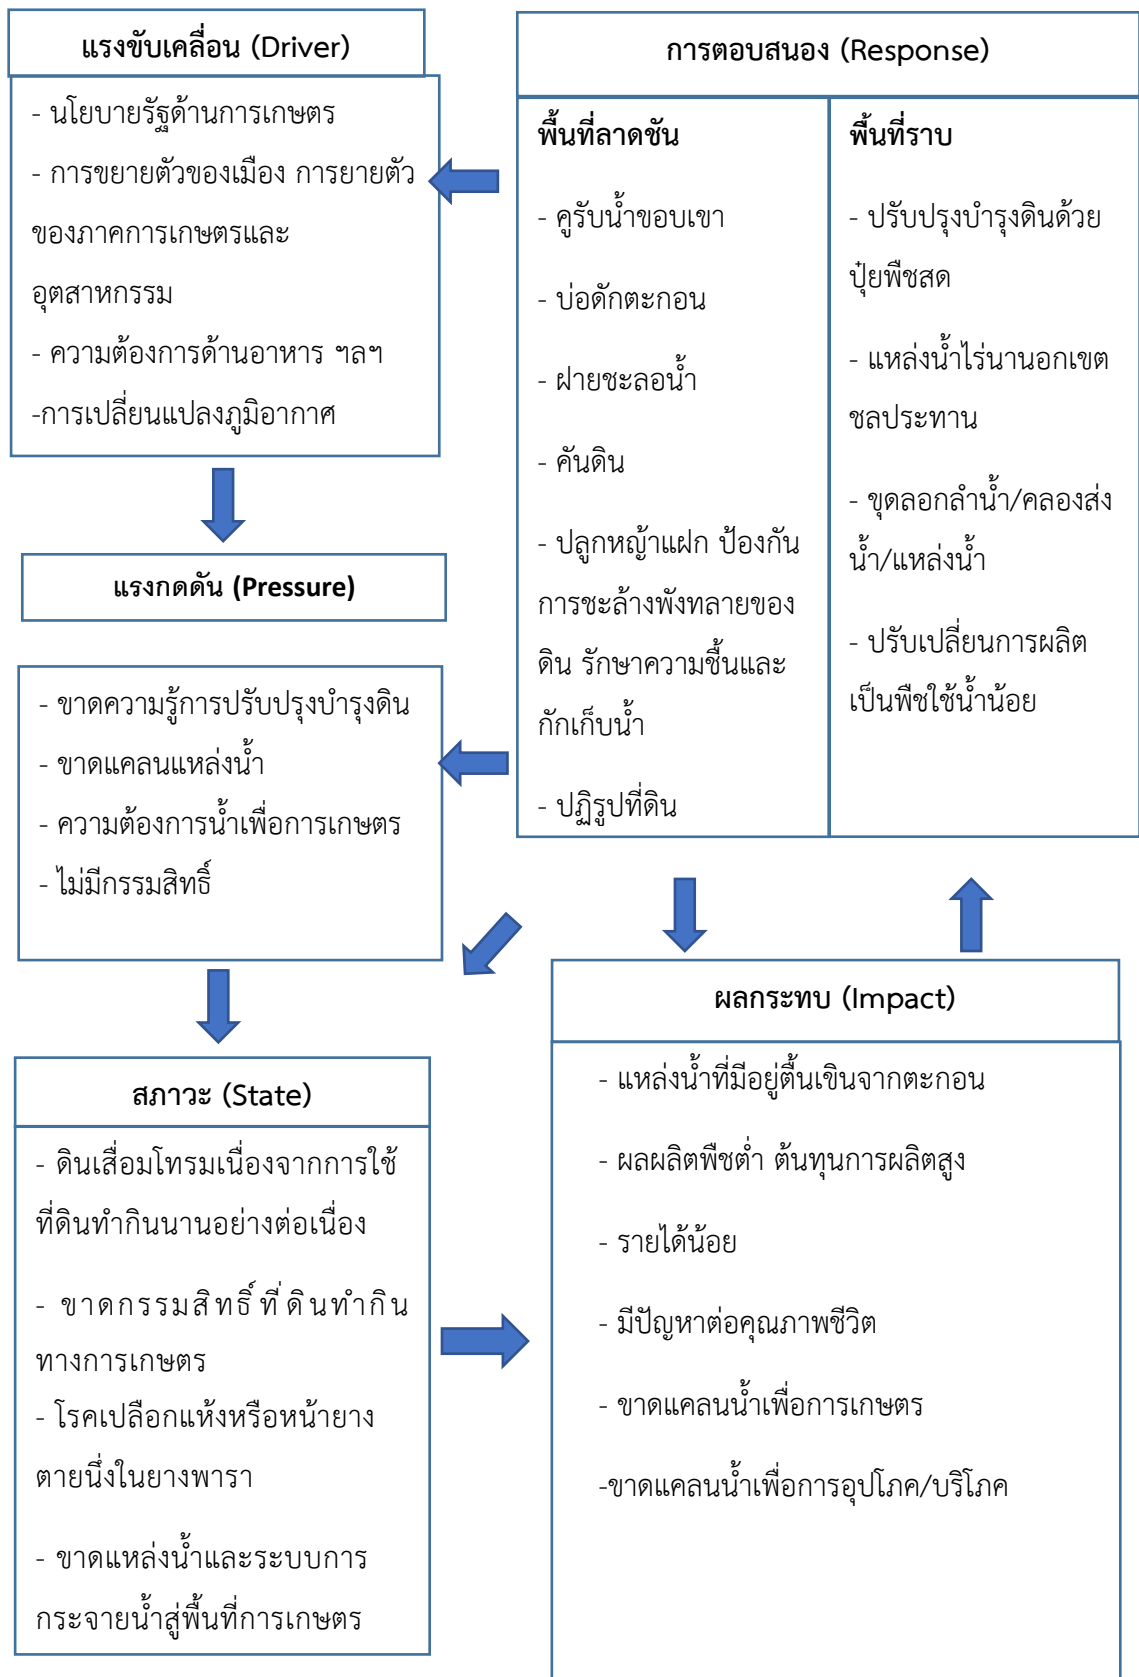 แรงขับเคลื่อน (Driver)
- นโยบายรัฐด้านการเกษตร
- การขยายตัวของเมือง การยายตัว
ของภาคการเกษตรและ
อุตสาหกรรม
- ความต้องการด้านอาหาร ฯลฯ
-การเปลี่ยนแปลงภูมิอากาศ
แรงกดดัน (Pressure)
- ขาดความรู้การปรับปรุงบำรุงดิน
- ขาดแคลนแหล่งน้ำ
- ความต้องการน้ำเพื่อการเกษตร
- ไม่มีกรรมสิทธิ์
สภาวะ (State)
- ดินเสื่อมโทรมเนื่องจากการใช้
ที่ดินทำกินนานอย่างต่อเนื่อง
- ขาดกรรมสิทธิ์ที่ดินทำกิน
ทางการเกษตร
- โรคเปลือกแห้งหรือหน้ายาง
ตายนึ่งในยางพารา
- ขาดแหล่งน้ำและระบบการ
กระจายน้ำสู่พื้นที่การเกษตร
การตอบสนอง (Response)
พื้นที่ลาดชัน
- คูรับน้ำขอบเขา
- บ่อดักตะกอน
- ฝายชะลอน้ำ
- คันดิน
- ปลูกหญ้าแฝก ป้องกัน
การชะล้างพังทลายของ
ดิน รักษาความชื้นและ
กักเก็บน้ำ
- ปฏิรูปที่ดิน
พื้นที่ราบ
- ปรับปรุงบำรุงดินด้วย
ปุ๋ยพืชสด
- แหล่งน้ำไร่นานอกเขต
ชลประทาน
- ขุดลอกลำน้ำ/คลองส่ง
น้ำ/แหล่งน้ำ
- ปรับเปลี่ยนการผลิต
เป็นพืชใช้น้ำน้อย
ผลกระทบ (Impact)
- แหล่งน้ำที่มีอยู่ตื้นเขินจากตะกอน
- ผลผลิตพืชต่ำ ต้นทุนการผลิตสูง
- รายได้น้อย
- มีปัญหาต่อคุณภาพชีวิต
- ขาดแคลนน้ำเพื่อการเกษตร
-ขาดแคลนน้ำเพื่อการอุปโภค/บริโภค